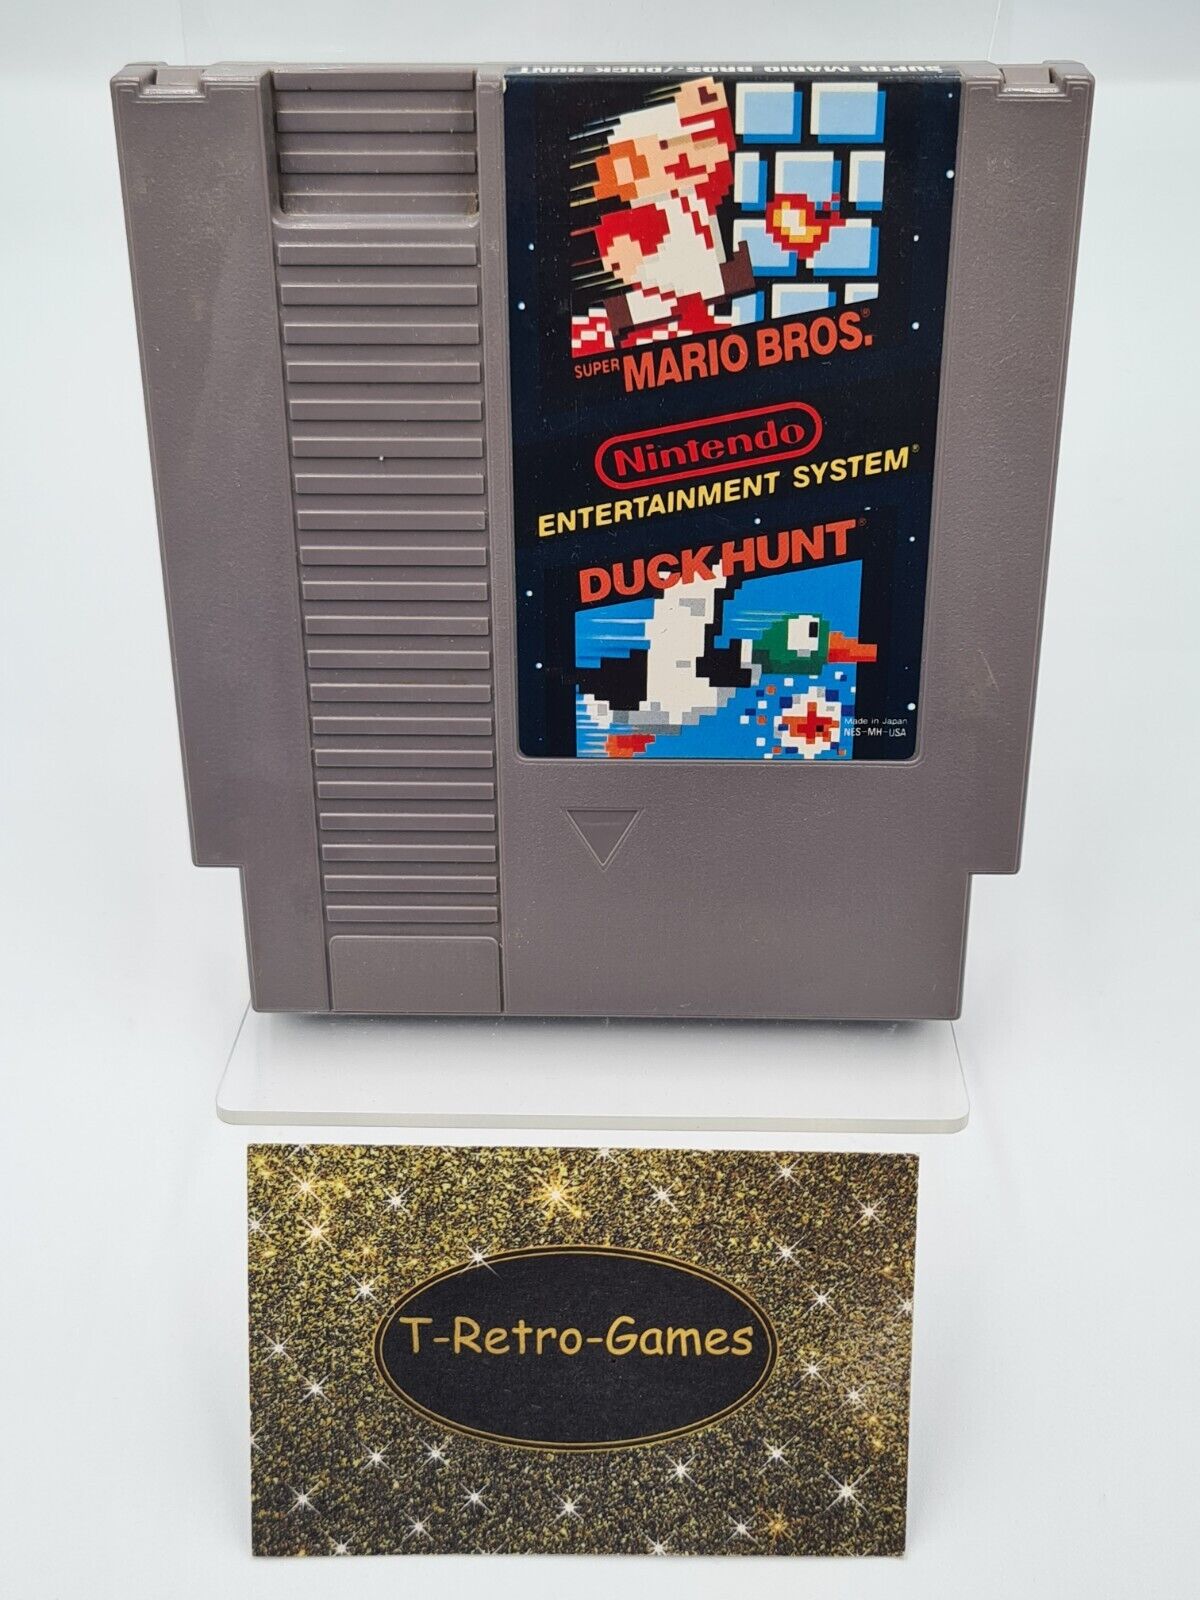 SUPER MARIO BROS./DUCK HUNT
SUPER MARIO BROS.®
Nintendo
ENTERTAINMENT SYSTEM®
DUCK HUNT®
Made in Japan
NES-MH-USA
T-Retro-Games